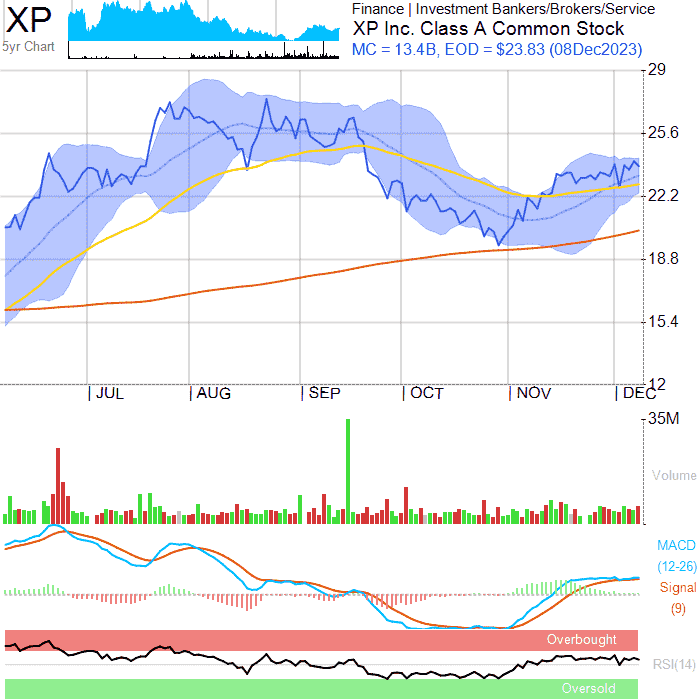 XP
5yr Chart
Finance | Investment Bankers/Brokers/Service
XP Inc. Class A Common Stock
MC = 13.4B, EOD = $23.83 (08Dec2023)
29
25.6
22.2
18.8
15.4
12
JUL AUG SEP OCT NOV DEC
35M
Volume
MACD
(12-26)
Signal
(9)
Overbought
RSI(14)
Oversold